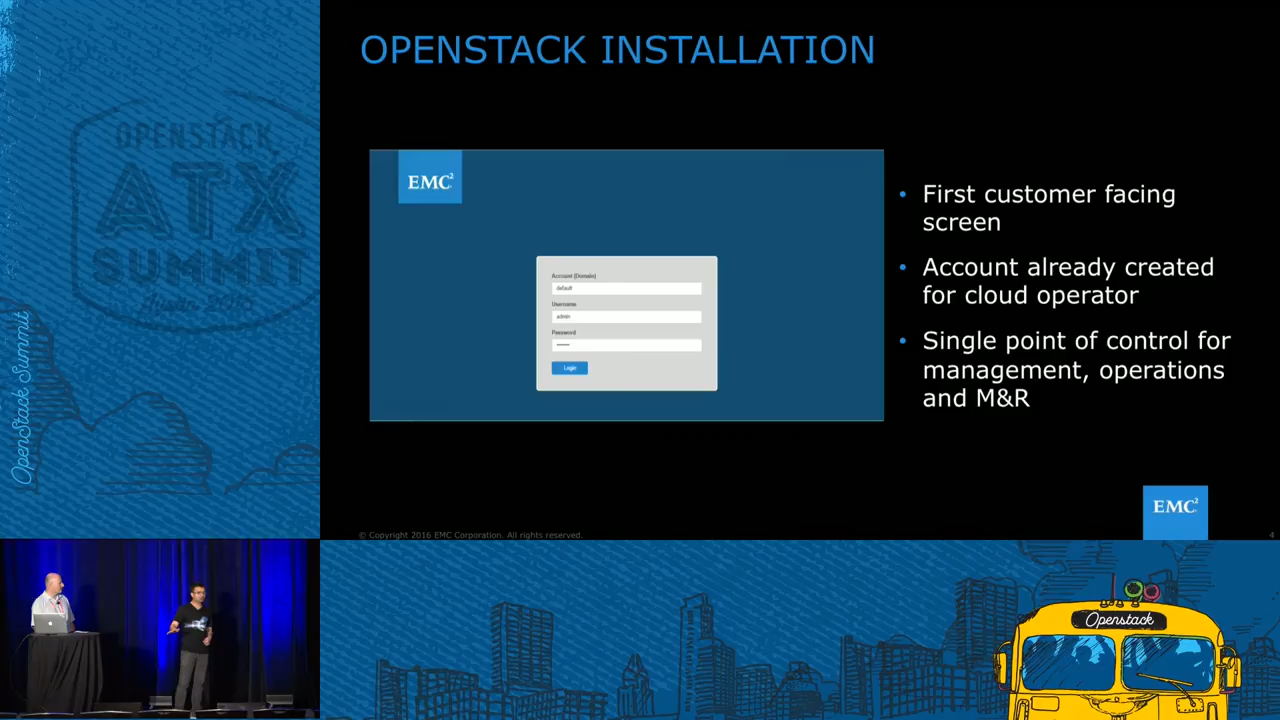 OPENSTACK INSTALLATION
EMC²
Account (Domain)
default
Username
admin
Password
Login
• First customer facing
screen
• Account already created
for cloud operator
• Single point of control for
management, operations
and M&R
EMC²
© Copyright 2016 EMC Corporation. All rights reserved.
4
OPENSTACK
ATX
SUMMIT
OpenStack Summit
Openstack